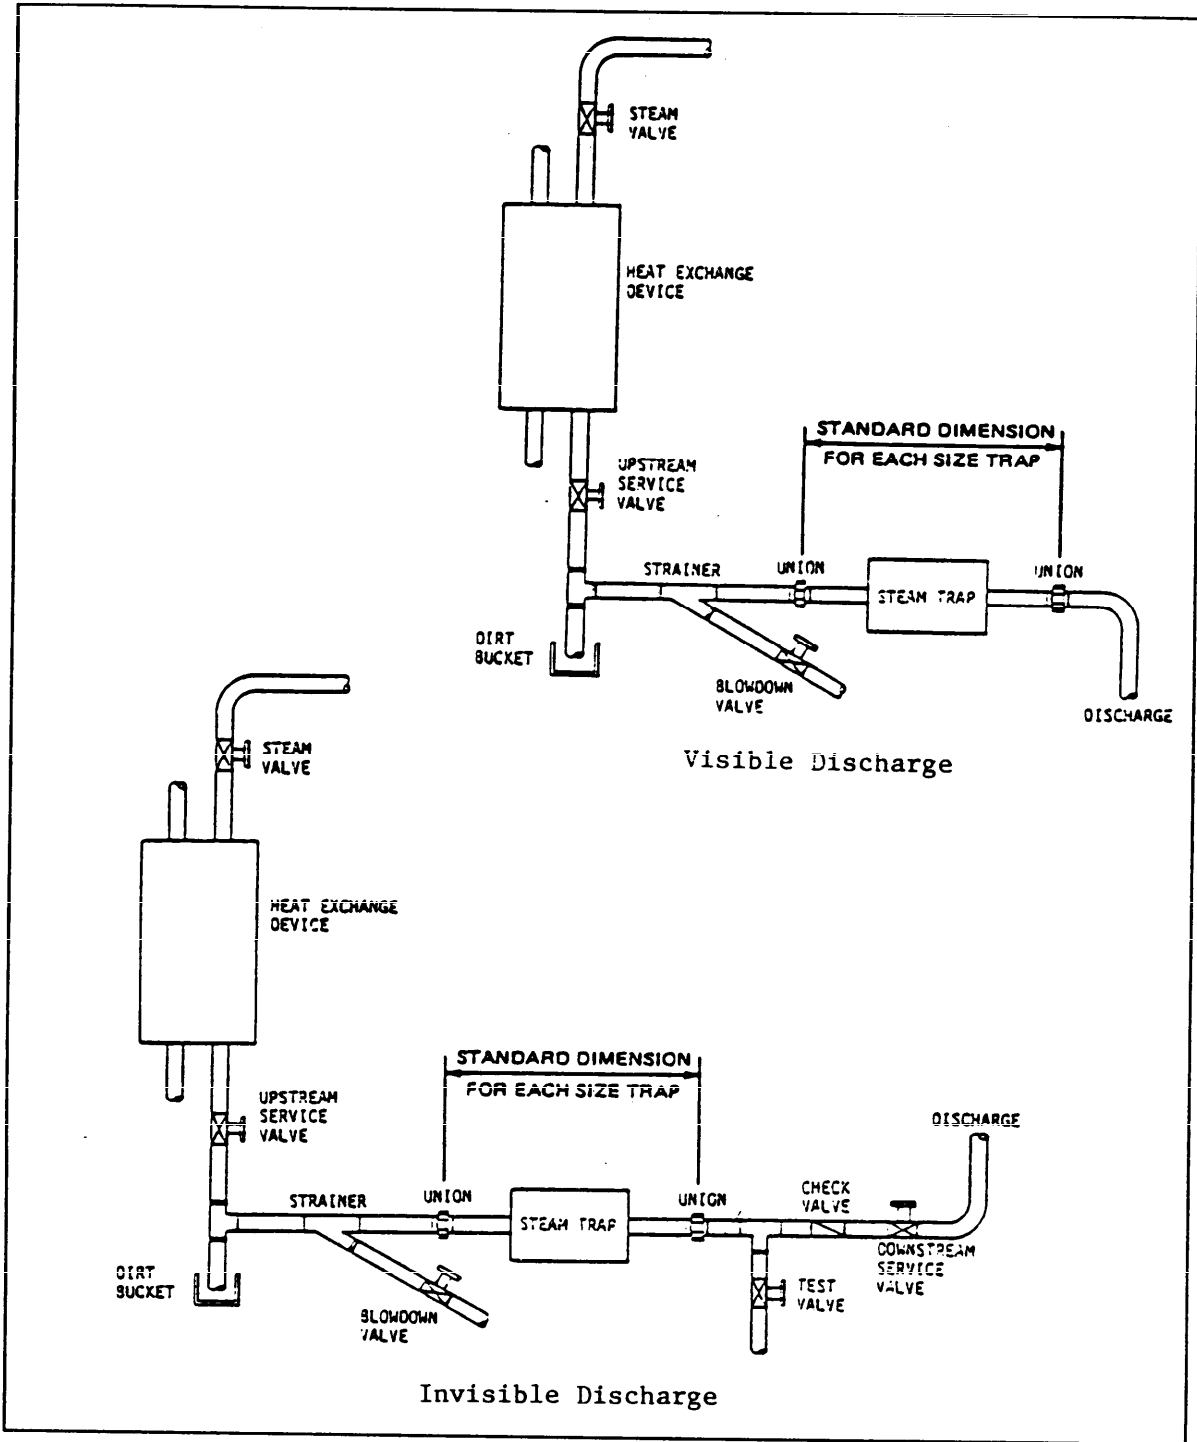 STEAM
VALVE
HEAT EXCHANGE
DEVICE
STANDARD DIMENSION
FOR EACH SIZE TRAP
UPSTREAM
SERVICE
VALVE
STRAINER
UNION
STEAM TRAP
UNION
DIRT
BUCKET
BLOWDOWN
VALVE
DISCHARGE
Visible Discharge
STEAM
VALVE
HEAT EXCHANGE
DEVICE
STANDARD DIMENSION
FOR EACH SIZE TRAP
UPSTREAM
SERVICE
VALVE
DISCHARGE
STRAINER
UNION
STEAM TRAP
UNION
CHECK
VALVE
DOWNSTREAM
SERVICE
VALVE
DIRT
BUCKET
BLOWDOWN
VALVE
TEST
VALVE
Invisible Discharge